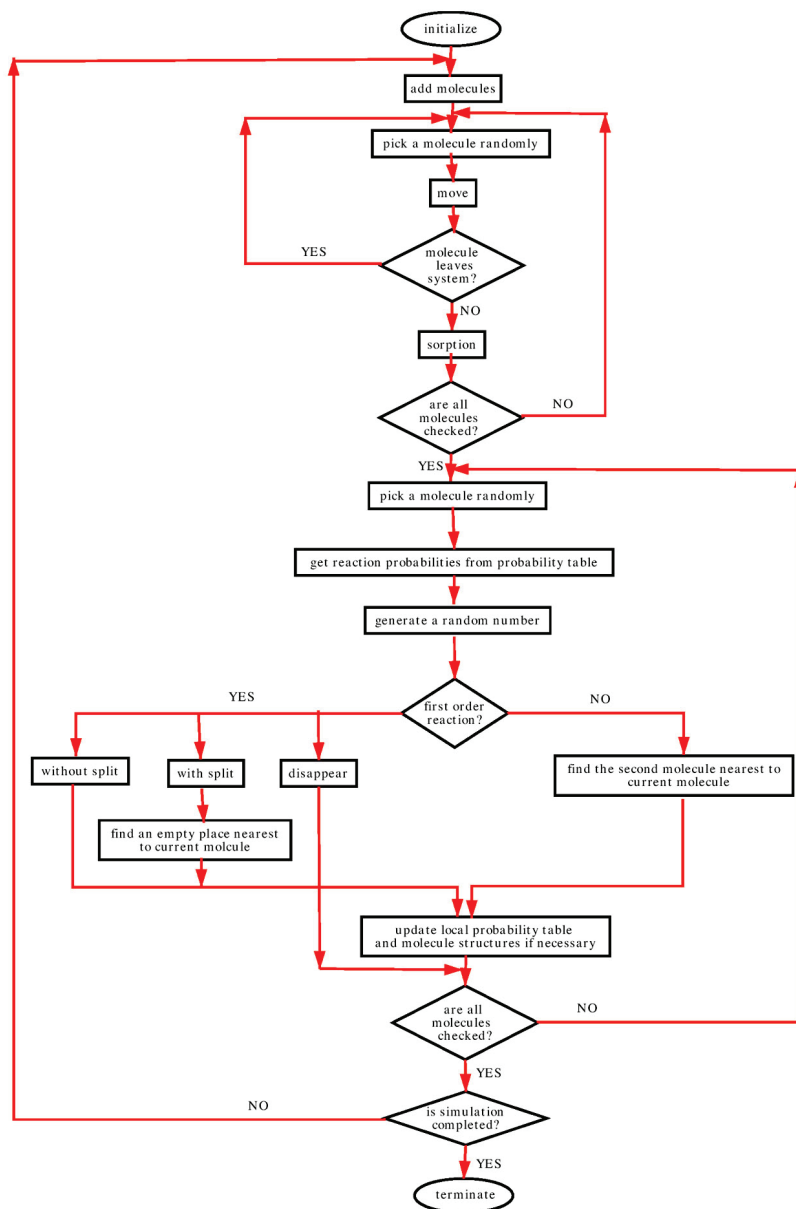 initialize
add molecules
pick a molecule randomly
move
YES
molecule
leaves
system?
NO
sorption
are all
molecules
checked?
NO
YES
pick a molecule randomly
get reaction probabilities from probability table
generate a random number
YES
first order
reaction?
NO
without split
with split
disappear
find the second molecule nearest to
current molecule
find an empty place nearest
to current molcule
update local probability table
and molecule structures if necessary
are all
molecules
checked?
NO
YES
NO
is simulation
completed?
YES
terminate